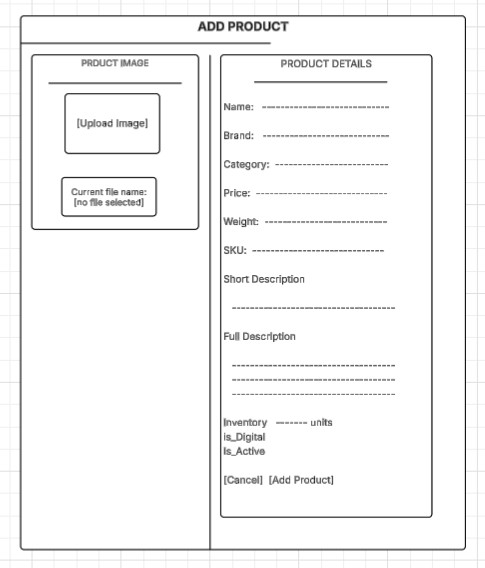 ADD PRODUCT
PRDUCT IMAGE
[Upload Image]
Current file name:
[no file selected]
PRODUCT DETAILS
Name: ----------------------------
Brand: ----------------------------
Category: -------------------------
Price: -----------------------------
Weight: ---------------------------
SKU: -----------------------------
Short Description
------------------------------------
Full Description
------------------------------------
------------------------------------
------------------------------------
Inventory ------- units
is_Digital
Is_Active
[Cancel] [Add Product]